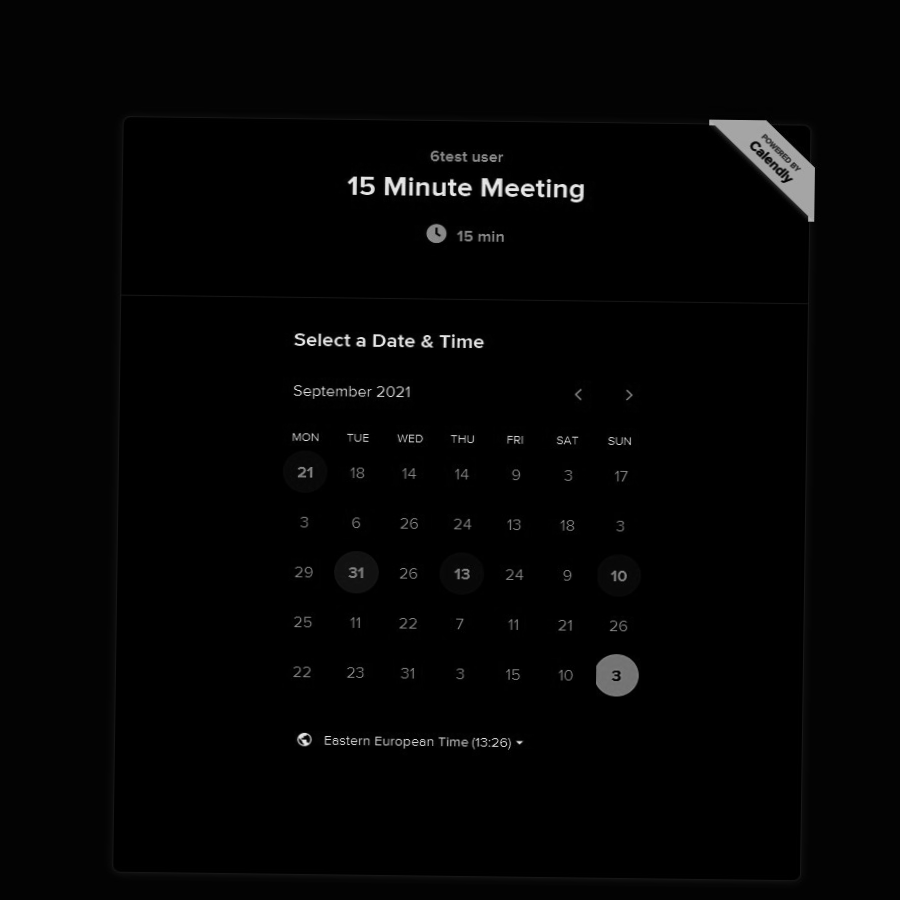 POWERED BY
Calendly
6test user
15 Minute Meeting
15 min
Select a Date & Time
September 2021
MON TUE WED THU FRI SAT SUN
21 18 14 14 9 3 17
3 6 26 24 13 18 3
29 31 26 13 24 9 10
25 11 22 7 11 21 26
22 23 31 3 15 10 3
Eastern European Time (13:26)